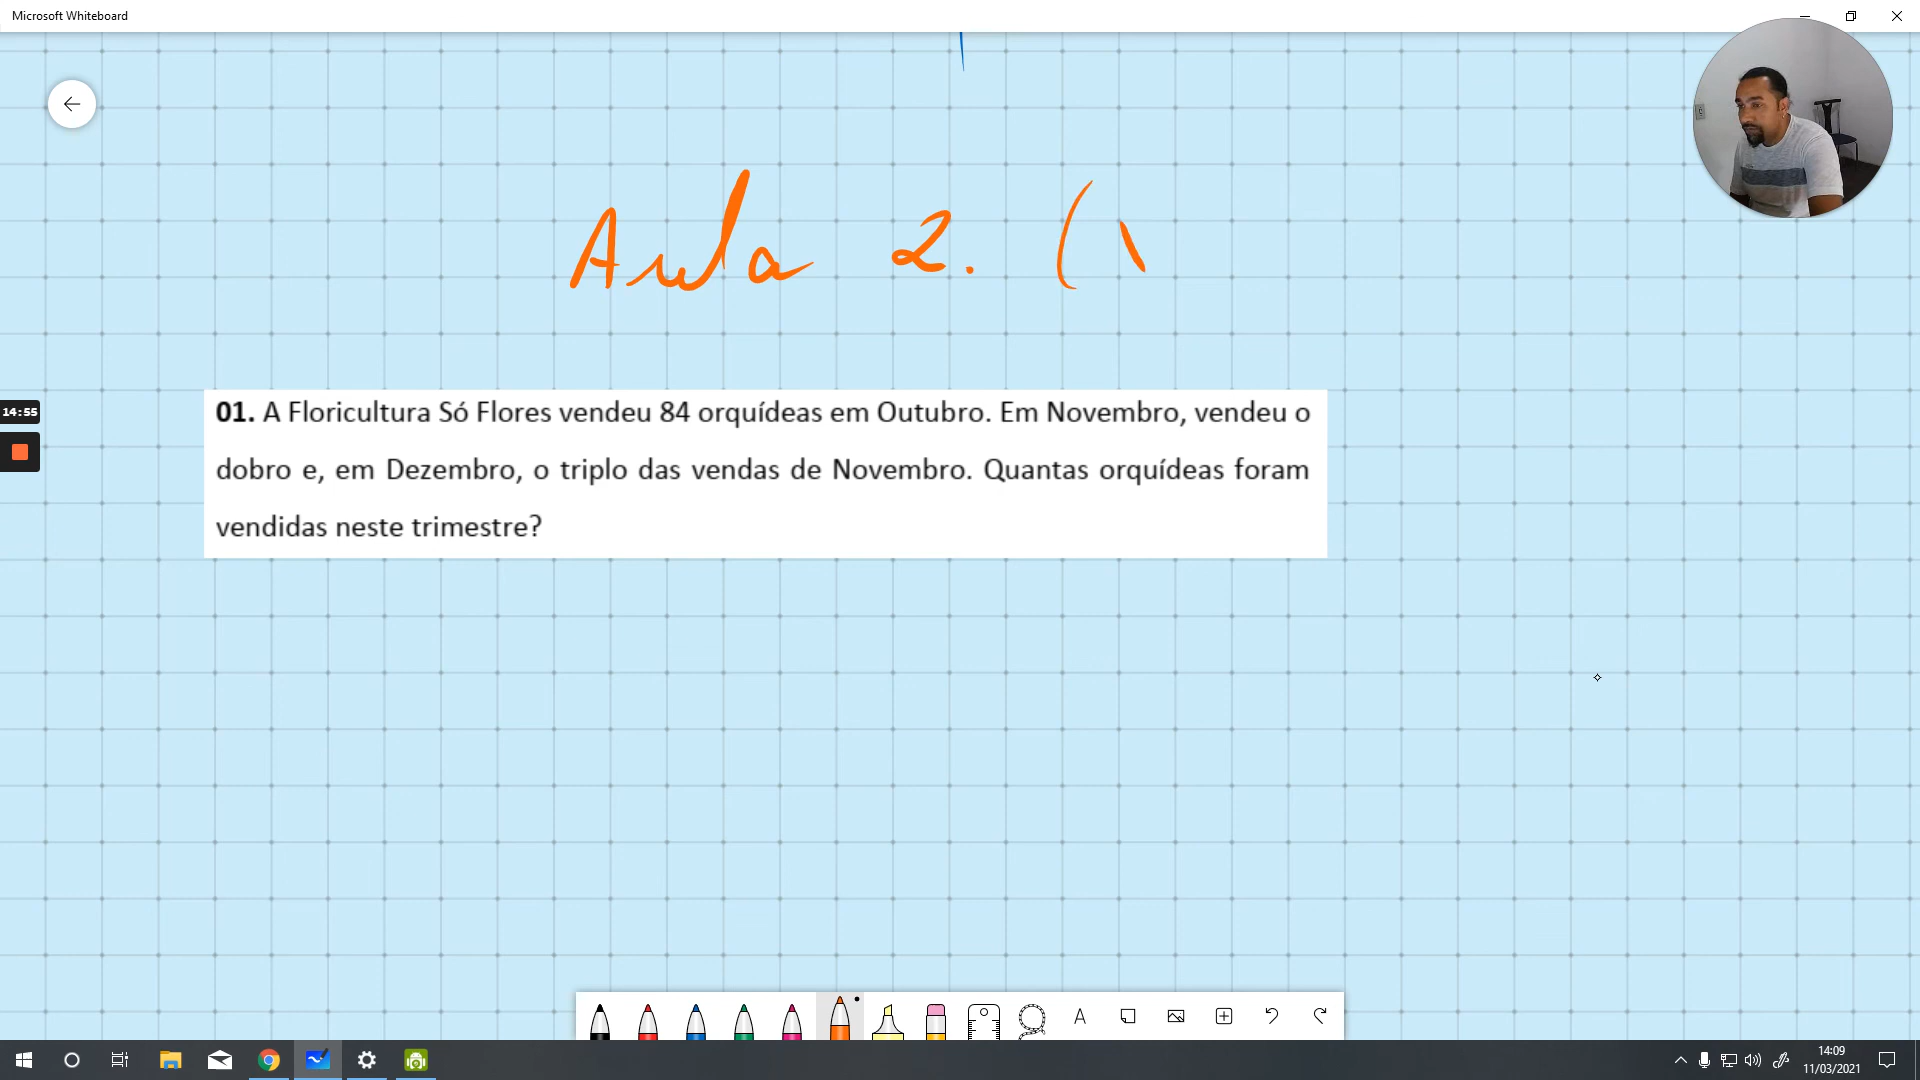 Microsoft Whiteboard
Aula 2. (
14:55
01. A Floricultura Só Flores vendeu 84 orquídeas em Outubro. Em Novembro, vendeu o
dobro e, em Dezembro, o triplo das vendas de Novembro. Quantas orquídeas foram
vendidas neste trimestre?
14:09
11/03/2021